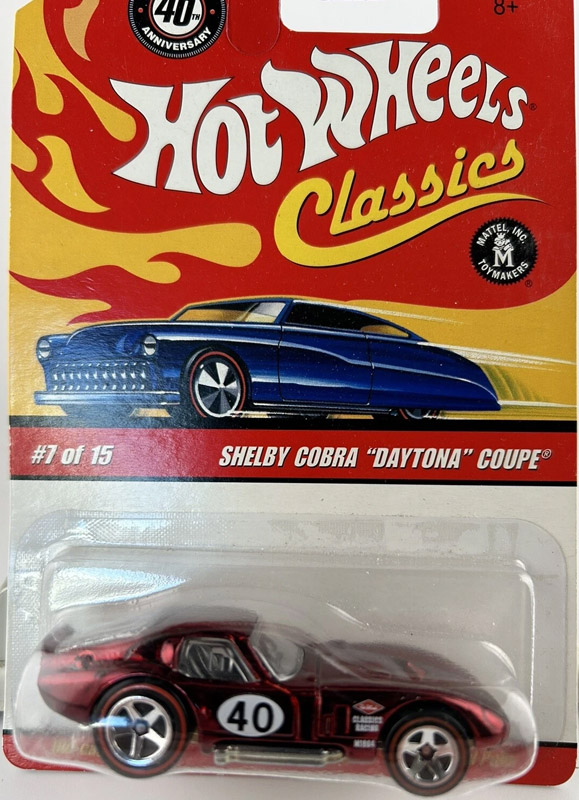 40TH
ANNIVERSARY
8+
HOT WHEELS®
Classics
MATTEL, INC.
M
TOYMAKERS
®
#7 of 15
SHELBY COBRA "DAYTONA" COUPE®
40
CLASSICS
RACING